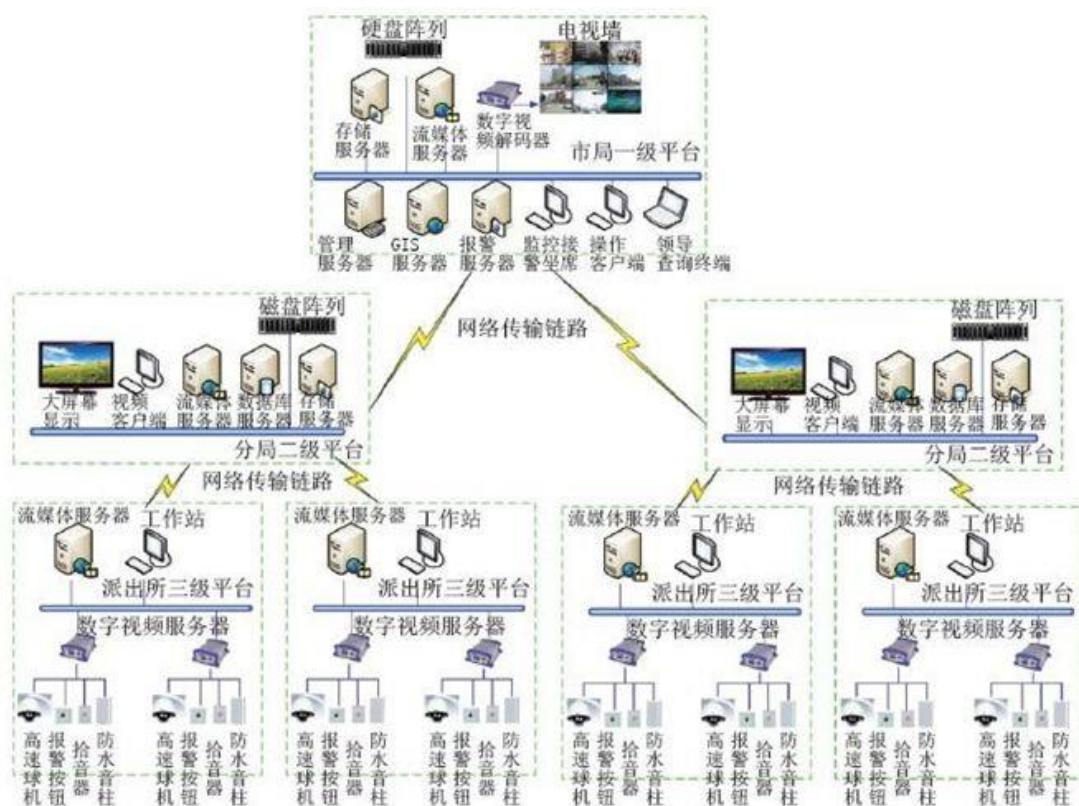 硬盘阵列
电视墙
存储
服务器
流媒体
服务器
数字视
频解码器
市局一级平台
管理
服务器
GIS
服务器
报警
服务器
监控接
警坐席
操作
客户端
领导
查询终端
网络传输链路
磁盘阵列
大屏幕
显示
视频
客户端
流媒体
服务器
数据库
服务器
存储
服务器
分局二级平台
磁盘阵列
大屏幕
显示
视频
客户端
流媒体
服务器
数据库
服务器
存储
服务器
分局二级平台
网络传输链路
网络传输链路
流媒体服务器
工作站
派出所三级平台
数字视频服务器
高速球机
报警按钮
拾音器
防水音柱
高速球机
报警按钮
拾音器
防水音柱
流媒体服务器
工作站
派出所三级平台
数字视频服务器
高速球机
报警按钮
拾音器
防水音柱
高速球机
报警按钮
拾音器
防水音柱
流媒体服务器
工作站
派出所三级平台
数字视频服务器
高速球机
报警按钮
拾音器
防水音柱
高速球机
报警按钮
拾音器
防水音柱
流媒体服务器
工作站
派出所三级平台
数字视频服务器
高速球机
报警按钮
拾音器
防水音柱
高速球机
报警按钮
拾音器
防水音柱